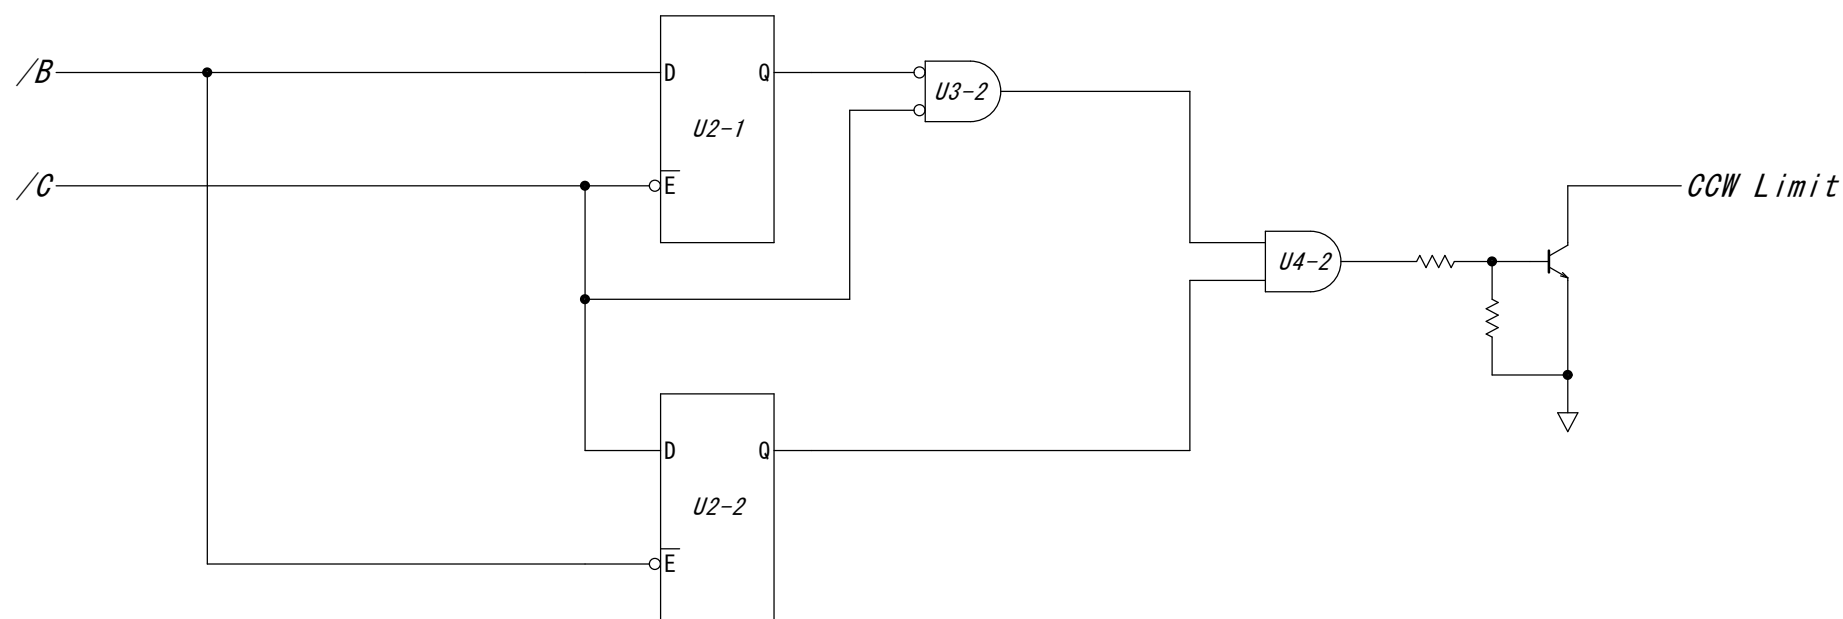 /B
D
Q
U2-1
/C
E
U3-2
CCW Limit
U4-2
D
Q
U2-2
E